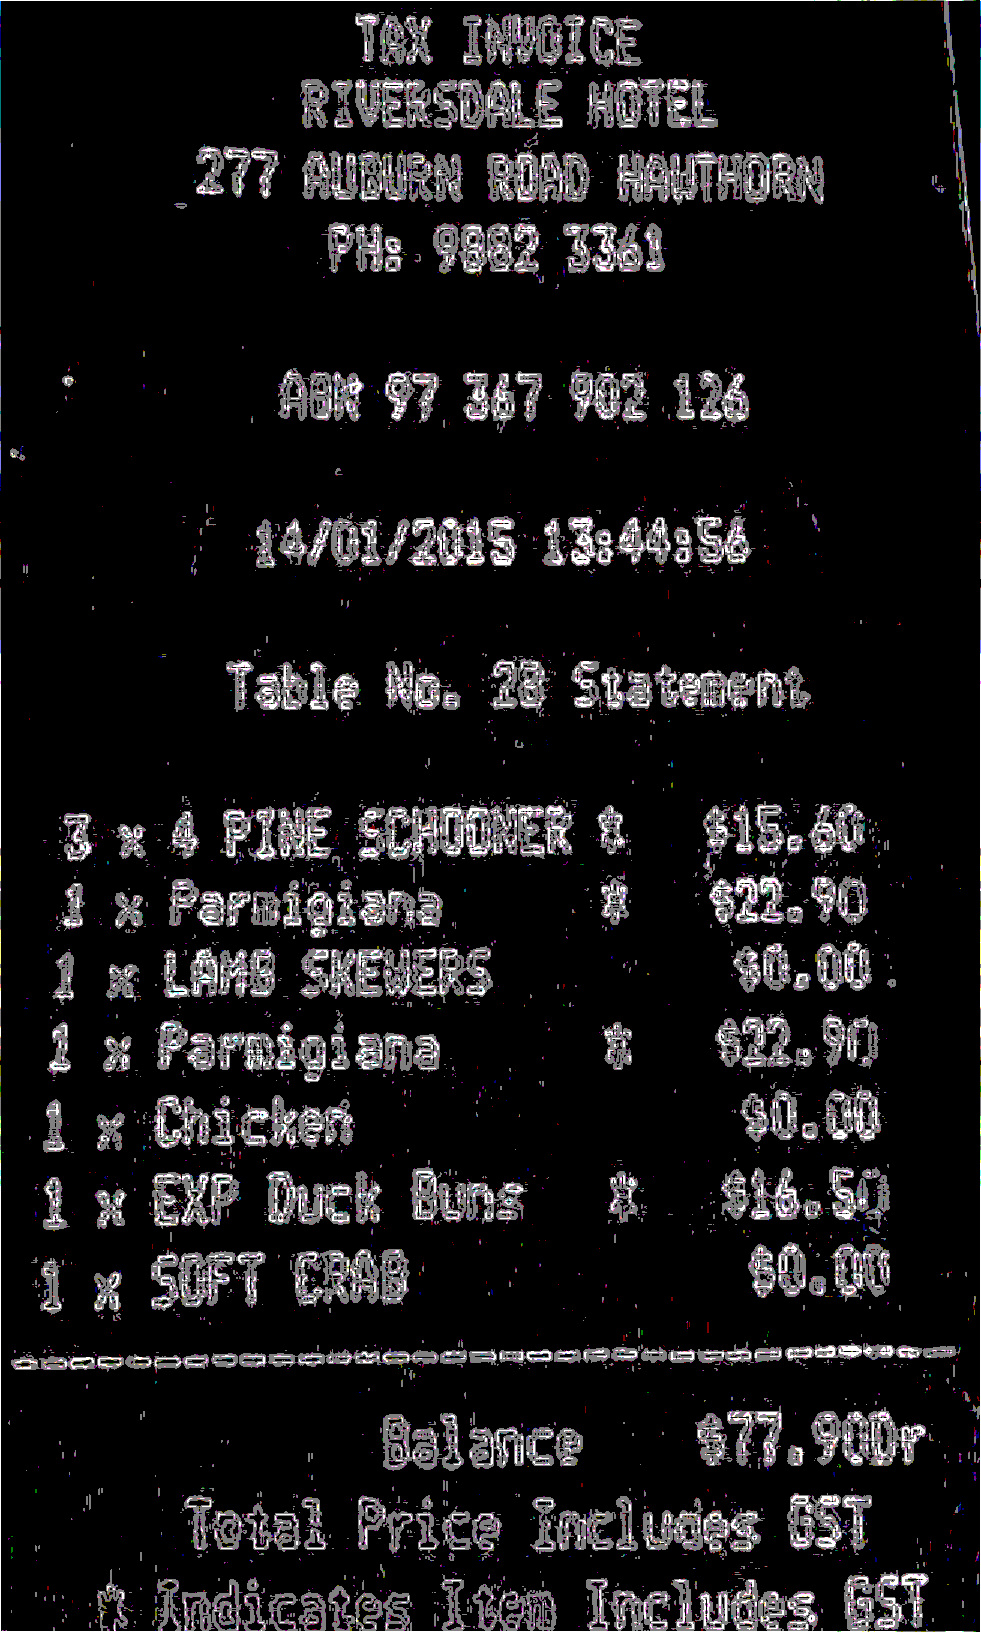 TAX INVOICE
RIVERSDALE HOTEL
277 AUBURN ROAD HAWTHORN
PH: 9882 3361
ABN 97 367 902 126
14/01/2015 13:44:56
Table No. 28 Statement
3 x 4 PINE SCHOONER * $15.60
1 x Parmigiana * $22.90
1 x LAMB SKEWERS $0.00
1 x Parmigiana * $22.90
1 x Chicken $0.00
1 x EXP Duck Buns * $16.50
1 x SOFT CRAB $0.00
--------------------------------
Balance $77.90Dr
Total Price Includes GST
* Indicates Item Includes GST